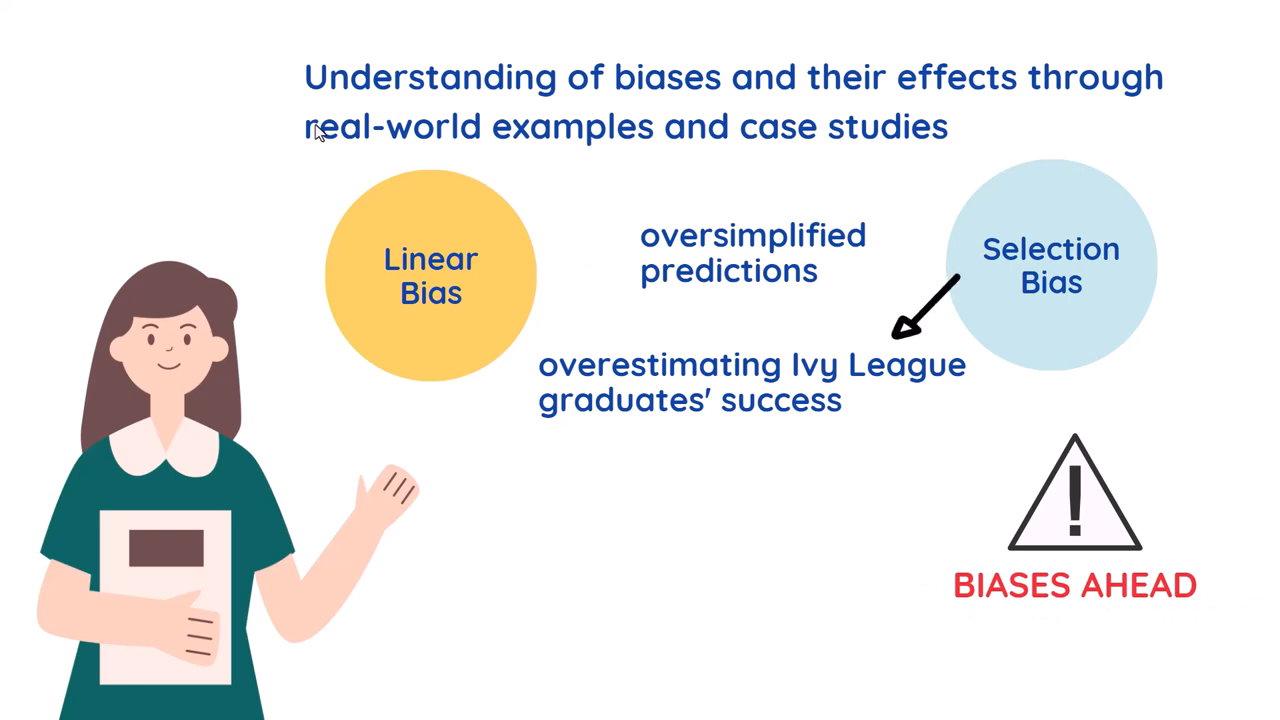 Understanding of biases and their effects through
real-world examples and case studies
Linear
Bias
oversimplified
predictions
Selection
Bias
overestimating Ivy League
graduates' success
!
BIASES AHEAD